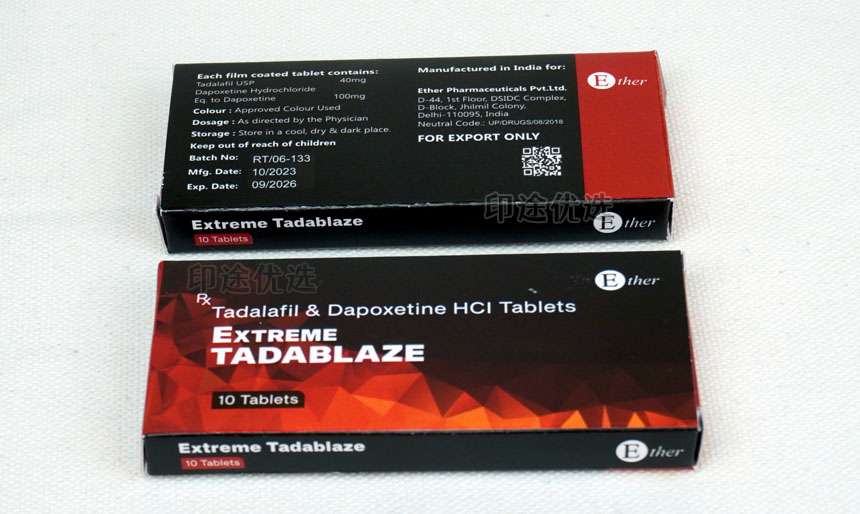 Each film coated tablet contains:
Tadalafil USP 40mg
Dapoxetine Hydrochloride
Eq. to Dapoxetine 100mg
Colour : Approved Colour Used
Dosage : As directed by the Physician
Storage : Store in a cool, dry & dark place.
Keep out of reach of children
Batch No: RT/06-133
Mfg. Date: 10/2023
Exp. Date: 09/2026
Manufactured in India for:
Ether Pharmaceuticals Pvt.Ltd.
D-44, 1st Floor, DSIDC Complex,
D-Block, Jhilmil Colony,
Delhi-110095, India
Neutral Code.: UP/DRUGS/08/2018
FOR EXPORT ONLY
Ether
印途优选
Extreme Tadablaze
10 Tablets
Ether
印途优选
Ether
Rx
Tadalafil & Dapoxetine HCI Tablets
EXTREME
TADABLAZE
10 Tablets
Extreme Tadablaze
10 Tablets
Ether